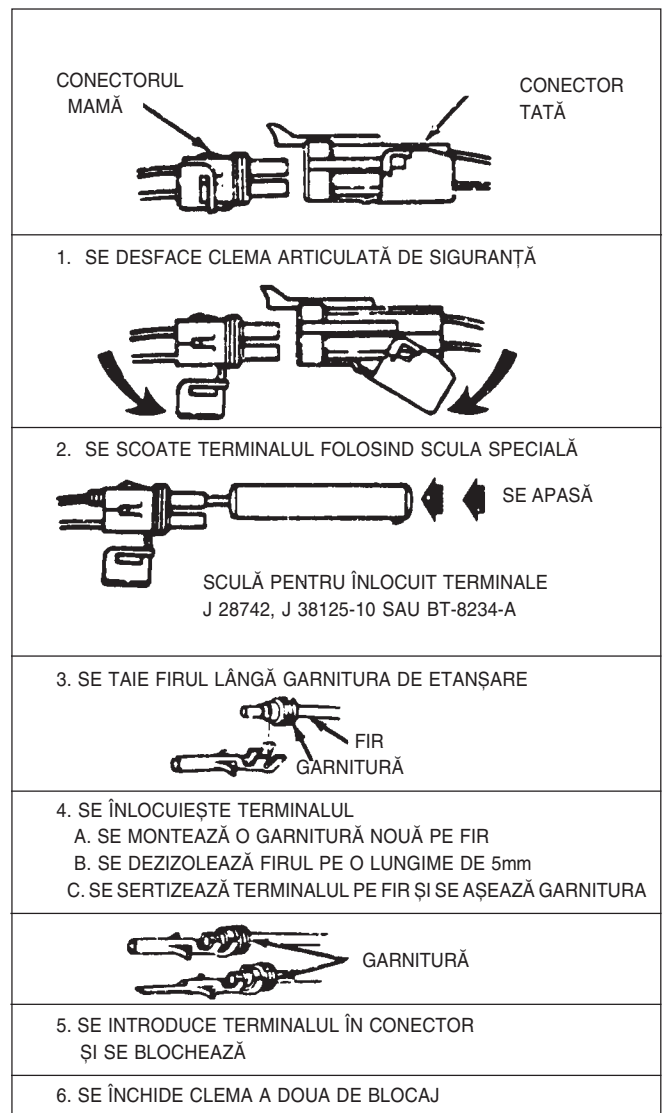 CONECTORUL
MAMĂ
CONECTOR
TATĂ
1. SE DESFACE CLEMA ARTICULATĂ DE SIGURANȚĂ
2. SE SCOATE TERMINALUL FOLOSIND SCULA SPECIALĂ
SE APASĂ
SCULĂ PENTRU ÎNLOCUIT TERMINALE
J 28742, J 38125-10 SAU BT-8234-A
3. SE TAIE FIRUL LÂNGĂ GARNITURA DE ETANȘARE
FIR
GARNITURĂ
4. SE ÎNLOCUIEȘTE TERMINALUL
A. SE MONTEAZĂ O GARNITURĂ NOUĂ PE FIR
B. SE DEZIZOLEAZĂ FIRUL PE O LUNGIME DE 5mm
C. SE SERTIZEAZĂ TERMINALUL PE FIR ȘI SE AȘEAZĂ GARNITURA
GARNITURĂ
5. SE INTRODUCE TERMINALUL ÎN CONECTOR
ȘI SE BLOCHEAZĂ
6. SE ÎNCHIDE CLEMA A DOUA DE BLOCAJ